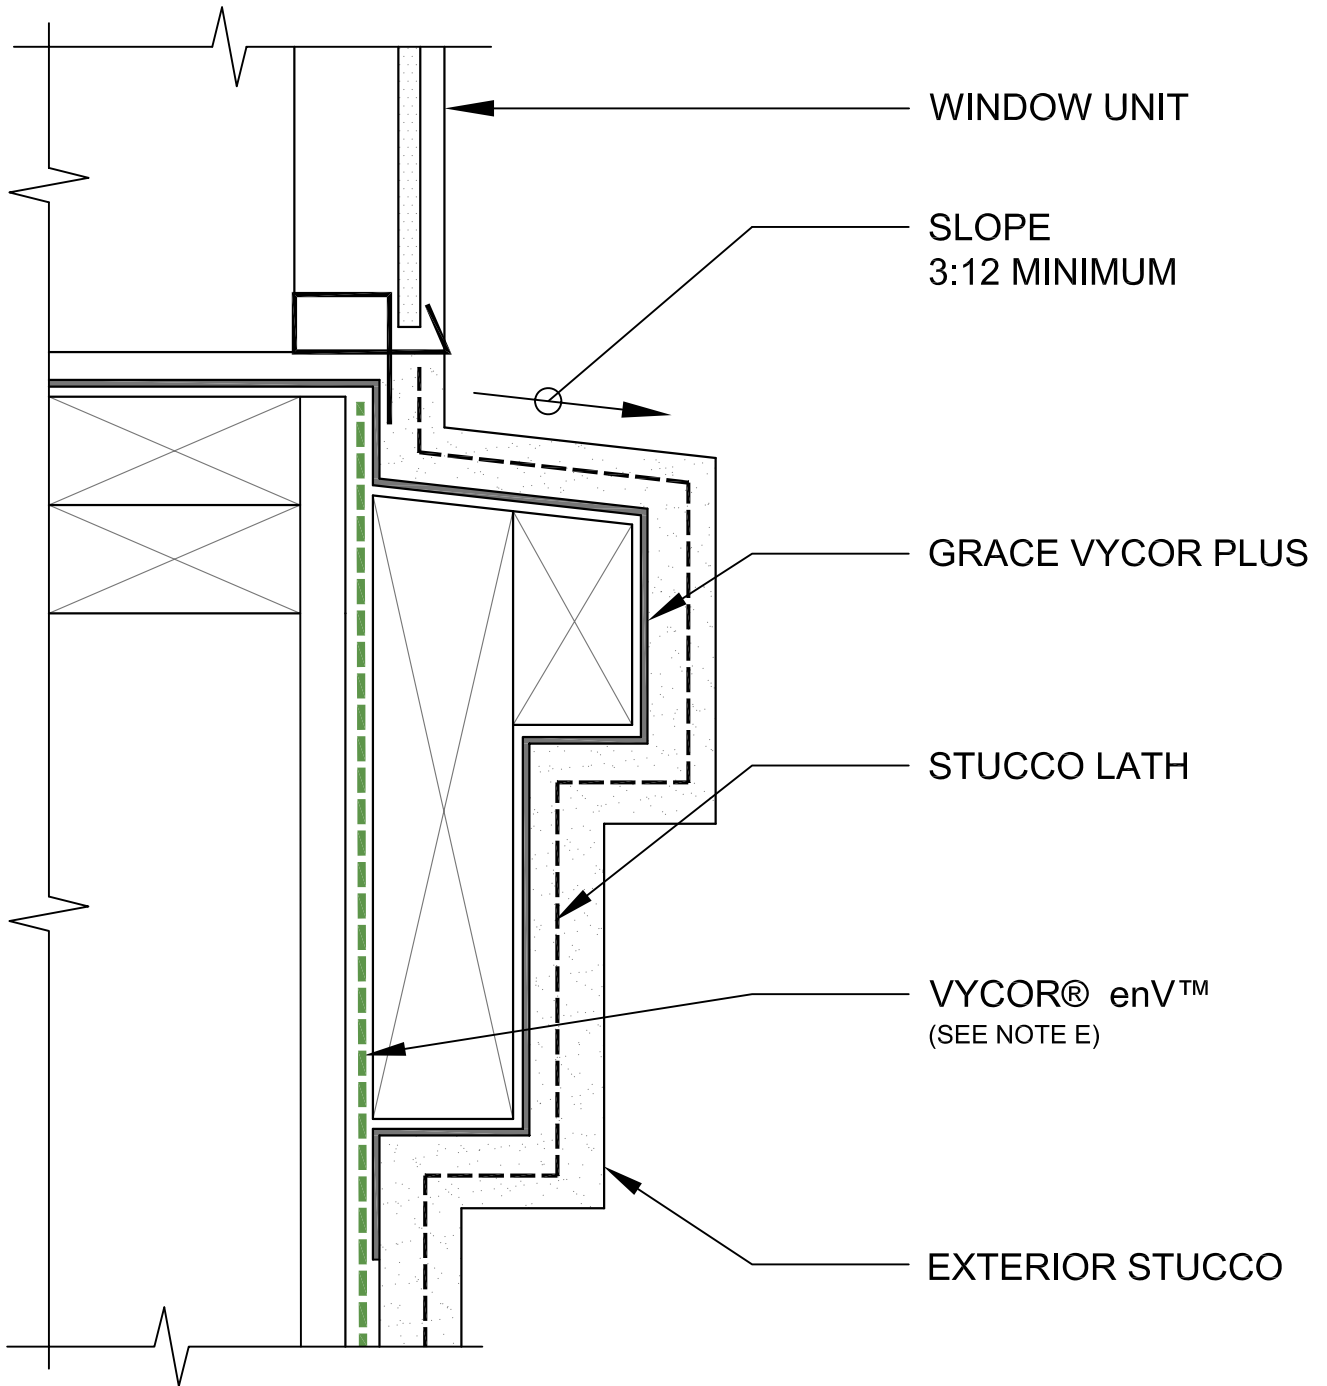 WINDOW UNIT
SLOPE
3:12 MINIMUM
GRACE VYCOR PLUS
STUCCO LATH
VYCOR® enV™
(SEE NOTE E)
EXTERIOR STUCCO